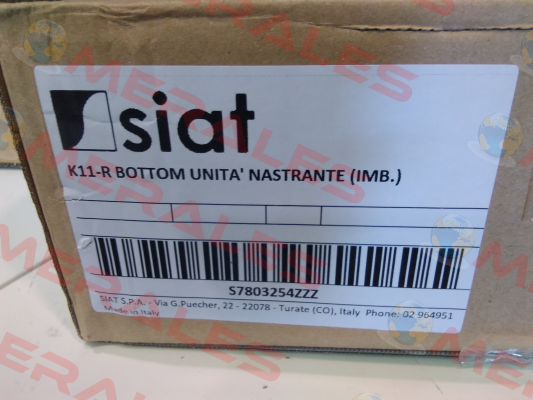 siat
K11-R BOTTOM UNITA' NASTRANTE (IMB.)
S7803254ZZZ
SIAT S.P.A. - Via G.Puecher, 22 - 22078 - Turate (CO), Italy Phone: 02 964951
Made in Italy
MERALES